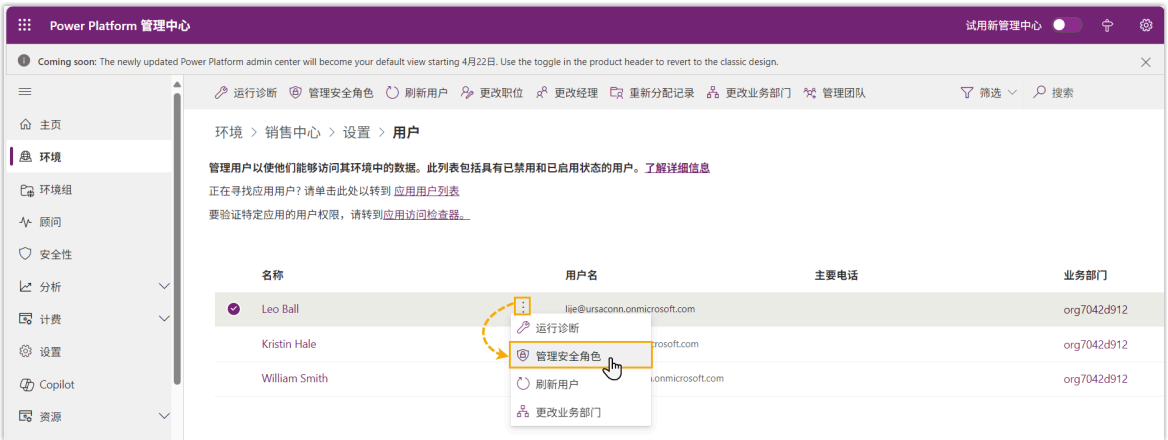 Power Platform 管理中心
试用新管理中心
Coming soon: The newly updated Power Platform admin center will become your default view starting 4月22日. Use the toggle in the product header to revert to the classic design.
运行诊断 管理安全角色 刷新用户 更改职位 更改经理 重新分配记录 更改业务部门 管理团队 筛选 搜索
主页
环境
环境组
顾问
安全性
分析
计费
设置
Copilot
资源
环境 > 销售中心 > 设置 > 用户
管理用户以使他们能够访问其环境中的数据。此列表包括具有已禁用和已启用状态的用户。了解详细信息
正在寻找应用用户? 请单击此处以转到 应用用户列表
要验证特定应用的用户权限，请转到应用访问检查器。
名称 用户名 主要电话 业务部门
Leo Ball lije@ursaconn.onmicrosoft.com org7042d912
Kristin Hale crosoft.com org7042d912
William Smith .onmicrosoft.com org7042d912
运行诊断
管理安全角色
刷新用户
更改业务部门